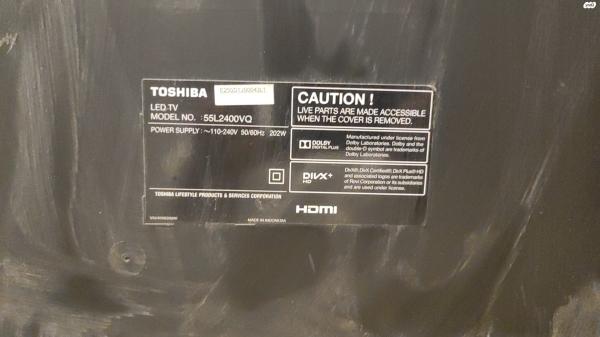 TOSHIBA
LED TV
MODEL NO. : 55L2400VQ
POWER SUPPLY : ~110-240V 50/60Hz 202W
TOSHIBA LIFESTYLE PRODUCTS & SERVICES CORPORATION
MADE IN INDONESIA
CAUTION !
LIVE PARTS ARE MADE ACCESSIBLE
WHEN THE COVER IS REMOVED.
DOLBY
DIGITAL PLUS
Manufactured under license from
Dolby Laboratories. Dolby and the
double-D symbol are trademarks of
Dolby Laboratories.
DIVX+
HD
DivX®, DivX Certified®, DivX Plus® HD
and associated logos are trademarks
of Rovi Corporation or its subsidiaries
and are used under license.
HDMI